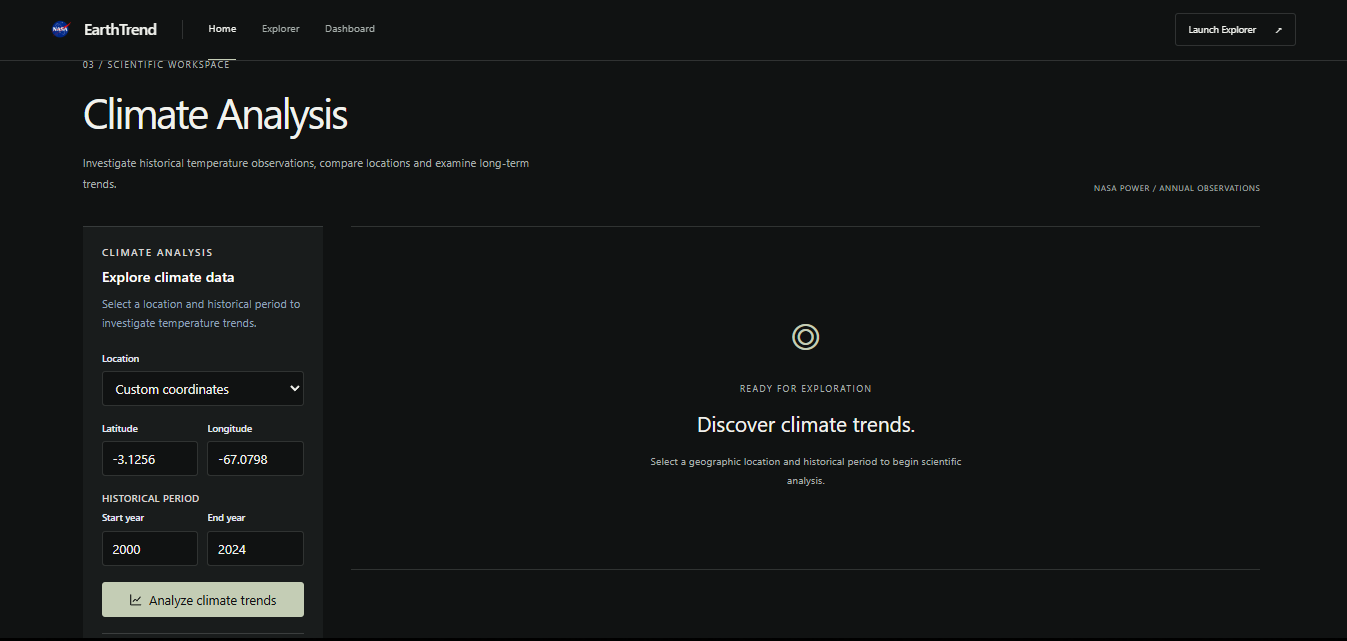 NASA
EarthTrend
Home
Explorer
Dashboard
Launch Explorer
03 / SCIENTIFIC WORKSPACE
Climate Analysis
Investigate historical temperature observations, compare locations and examine long-term
trends.
NASA POWER / ANNUAL OBSERVATIONS
CLIMATE ANALYSIS
Explore climate data
Select a location and historical period to
investigate temperature trends.
Location
Custom coordinates
Latitude
Longitude
-3.1256
-67.0798
HISTORICAL PERIOD
Start year
End year
2000
2024
Analyze climate trends
READY FOR EXPLORATION
Discover climate trends.
Select a geographic location and historical period to begin scientific
analysis.